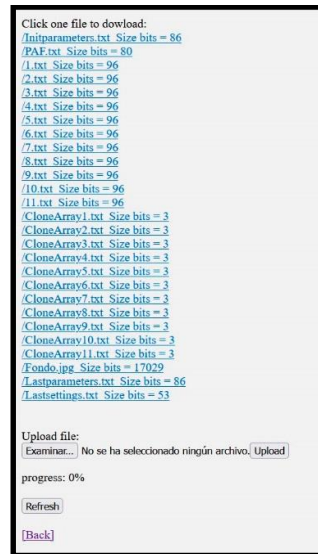 Click one file to dowload:
/Initparameters.txt Size bits = 86
/PAF.txt Size bits = 80
/1.txt Size bits = 96
/2.txt Size bits = 96
/3.txt Size bits = 96
/4.txt Size bits = 96
/5.txt Size bits = 96
/6.txt Size bits = 96
/7.txt Size bits = 96
/8.txt Size bits = 96
/9.txt Size bits = 96
/10.txt Size bits = 96
/11.txt Size bits = 96
/CloneArray1.txt Size bits = 3
/CloneArray2.txt Size bits = 3
/CloneArray3.txt Size bits = 3
/CloneArray4.txt Size bits = 3
/CloneArray5.txt Size bits = 3
/CloneArray6.txt Size bits = 3
/CloneArray7.txt Size bits = 3
/CloneArray8.txt Size bits = 3
/CloneArray9.txt Size bits = 3
/CloneArray10.txt Size bits = 3
/CloneArray11.txt Size bits = 3
/Fondo.jpg Size bits = 17029
/Lastparameters.txt Size bits = 86
/Lastsettings.txt Size bits = 53
Upload file:
Examinar... No se ha seleccionado ningún archivo. Upload
progress: 0%
Refresh
[Back]